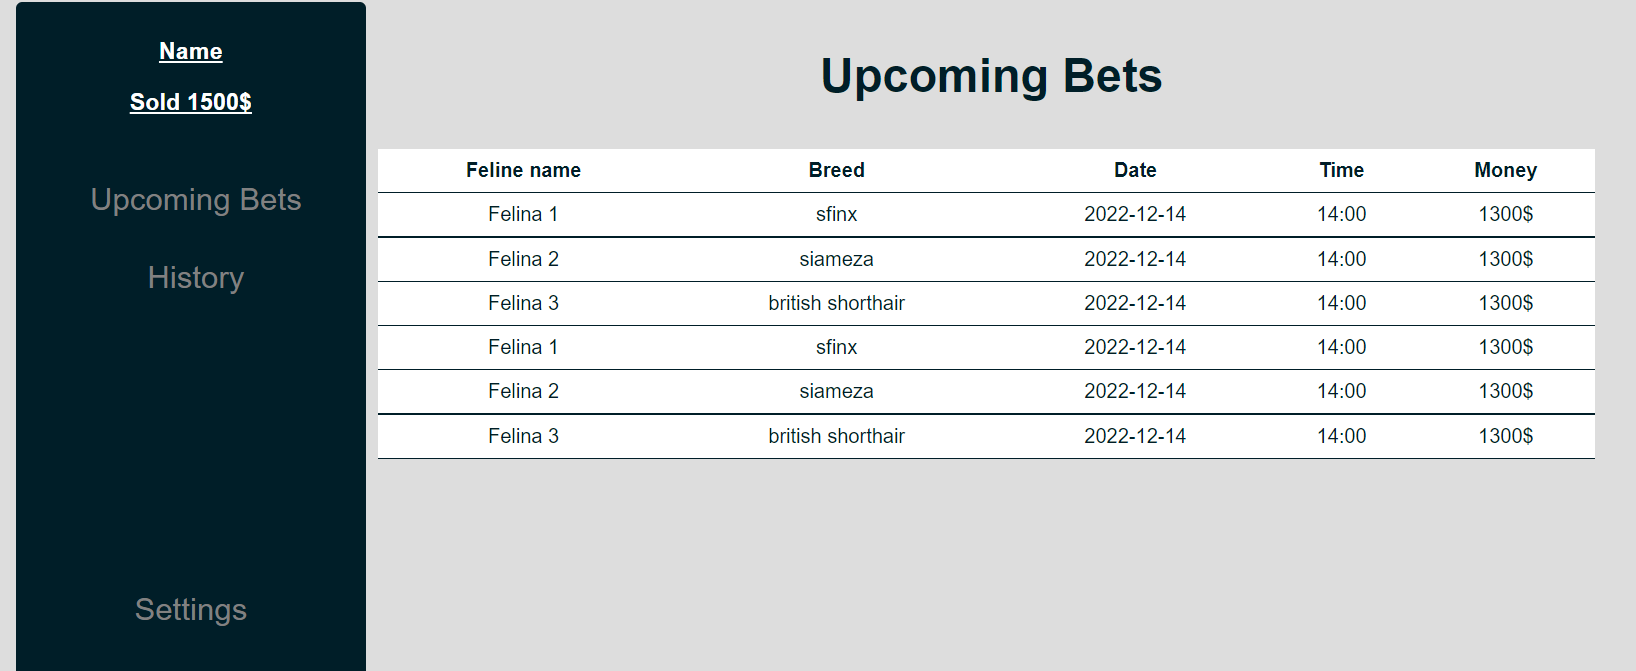 Name
Sold 1500$
Upcoming Bets
History
Settings
Upcoming Bets
Feline name Breed Date Time Money
Felina 1 sfinx 2022-12-14 14:00 1300$
Felina 2 siameza 2022-12-14 14:00 1300$
Felina 3 british shorthair 2022-12-14 14:00 1300$
Felina 1 sfinx 2022-12-14 14:00 1300$
Felina 2 siameza 2022-12-14 14:00 1300$
Felina 3 british shorthair 2022-12-14 14:00 1300$